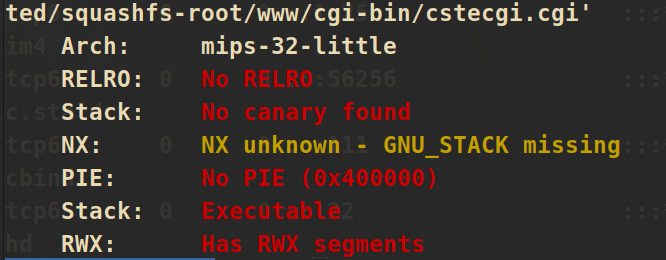 ted/squashfs-root/www/cgi-bin/cstecgi.cgi'
Arch: mips-32-little
RELRO: No RELRO
Stack: No canary found
NX: NX unknown - GNU_STACK missing
PIE: No PIE (0x400000)
Stack: Executable
RWX: Has RWX segments